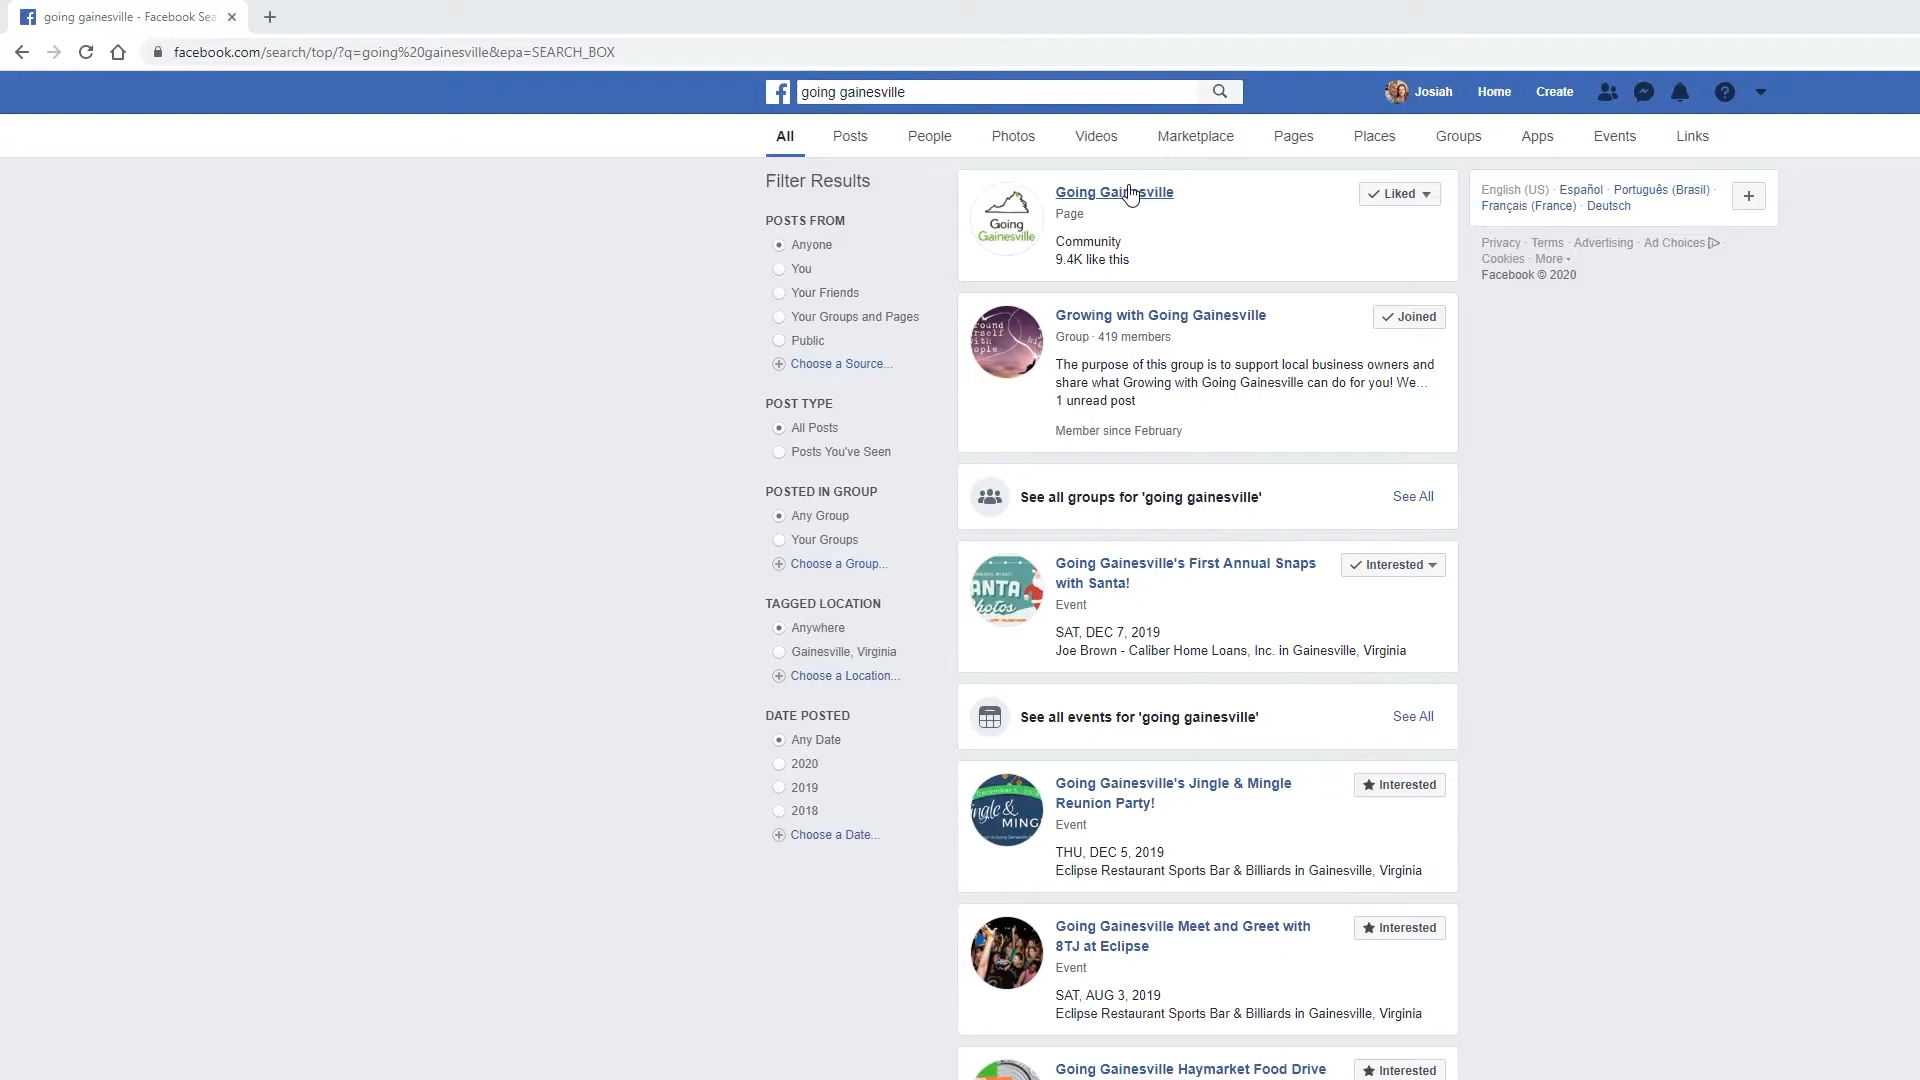 going gainesville - Facebook Sea
facebook.com/search/top/?q=going%20gainesville&epa=SEARCH_BOX
going gainesville
Josiah Home Create
All Posts People Photos Videos Marketplace Pages Places Groups Apps Events Links
Filter Results
POSTS FROM
Anyone
You
Your Friends
Your Groups and Pages
Public
Choose a Source...
POST TYPE
All Posts
Posts You've Seen
POSTED IN GROUP
Any Group
Your Groups
Choose a Group...
TAGGED LOCATION
Anywhere
Gainesville, Virginia
Choose a Location...
DATE POSTED
Any Date
2020
2019
2018
Choose a Date...
Going
Gainesville
Going Gainesville
Liked
Page
Community
9.4K like this
Growing with Going Gainesville
Joined
Group · 419 members
The purpose of this group is to support local business owners and
share what Growing with Going Gainesville can do for you! We...
1 unread post
Member since February
See all groups for 'going gainesville'
See All
ANTA
Photos
Going Gainesville's First Annual Snaps
with Santa!
Interested
Event
SAT, DEC 7, 2019
Joe Brown - Caliber Home Loans, Inc. in Gainesville, Virginia
See all events for 'going gainesville'
See All
ingle &
MING
Going Gainesville's Jingle & Mingle
Reunion Party!
Interested
Event
THU, DEC 5, 2019
Eclipse Restaurant Sports Bar & Billiards in Gainesville, Virginia
Going Gainesville Meet and Greet with
8TJ at Eclipse
Interested
Event
SAT, AUG 3, 2019
Eclipse Restaurant Sports Bar & Billiards in Gainesville, Virginia
Going Gainesville Haymarket Food Drive
Interested
English (US) · Español · Português (Brasil) ·
Français (France) · Deutsch
Privacy · Terms · Advertising · Ad Choices ·
Cookies · More
Facebook © 2020